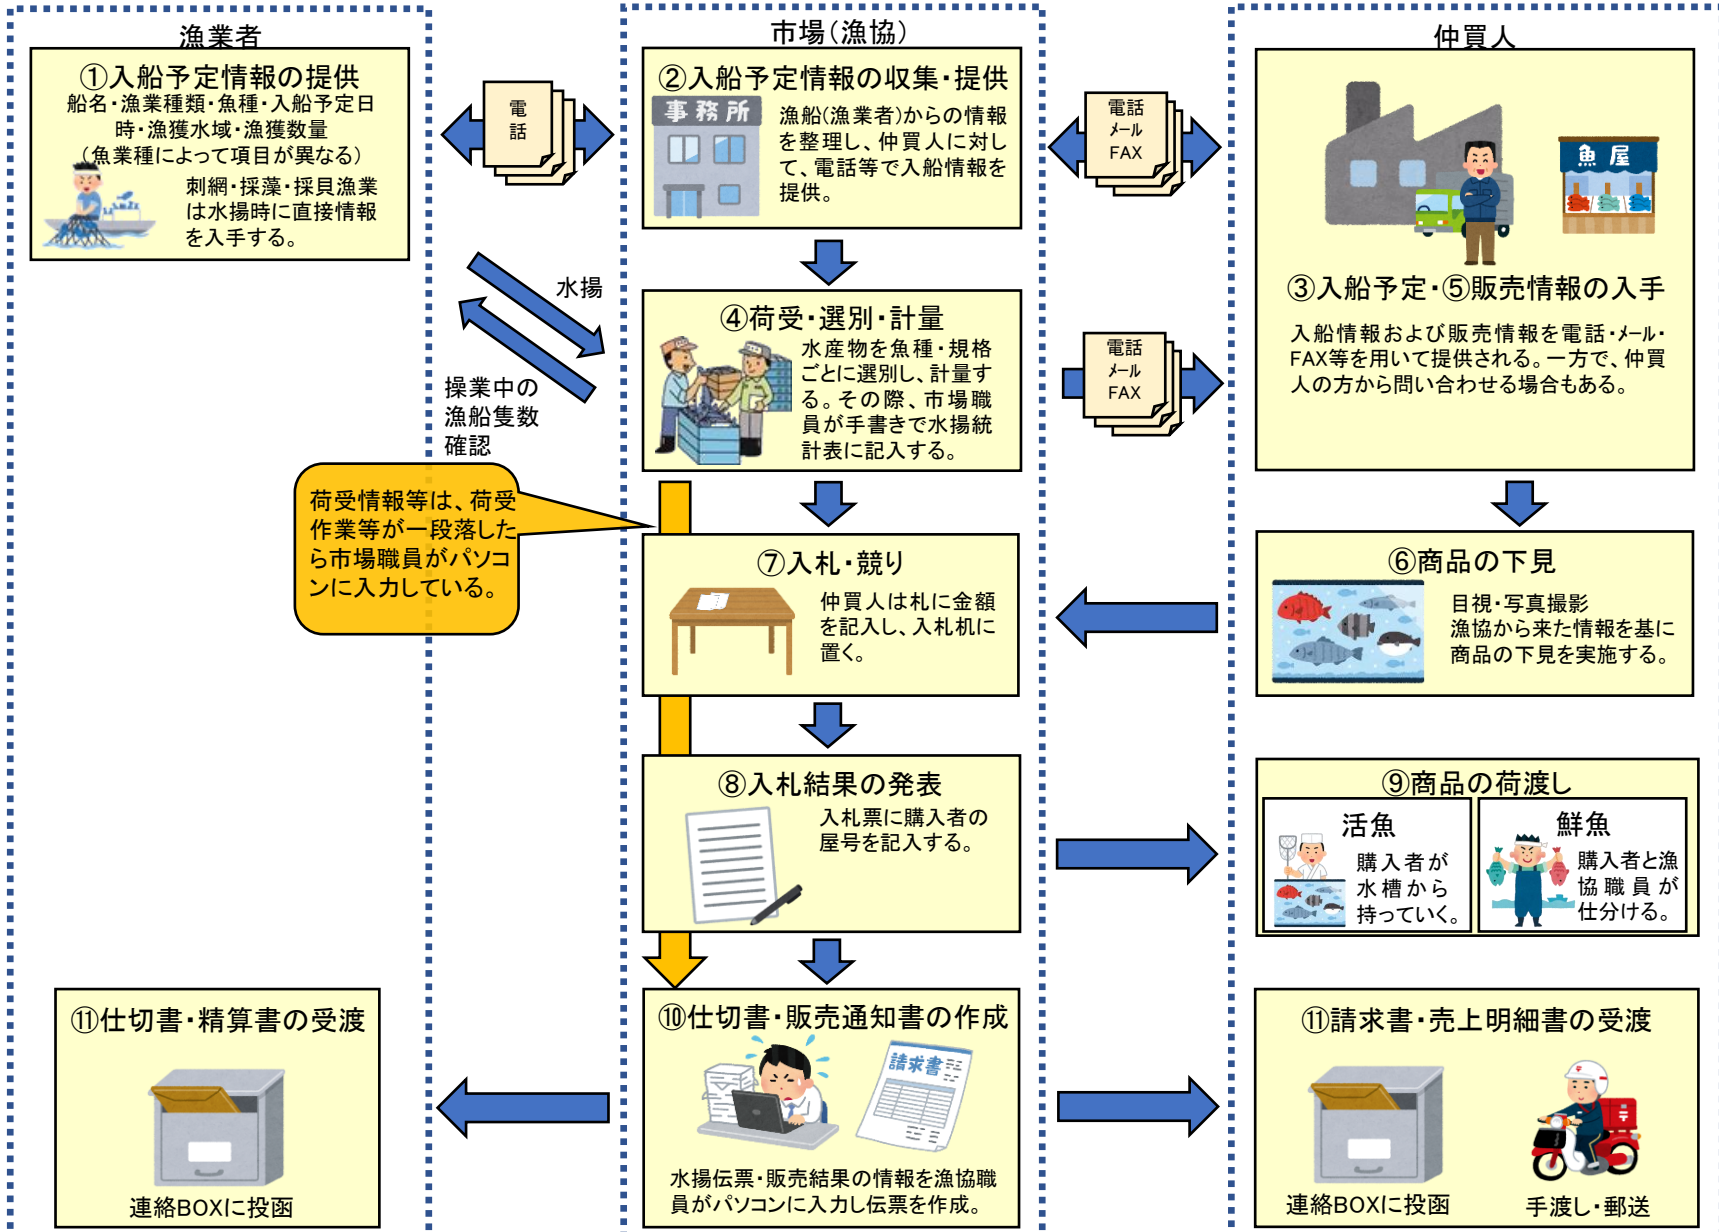 漁業者
①入船予定情報の提供
船名・漁業種類・魚種・入船予定日
時・漁獲水域・漁獲数量
（魚業種によって項目が異なる）
刺網・採藻・採貝漁業
は水揚時に直接情報
を入手する。
電
話
市場（漁協）
②入船予定情報の収集・提供
事務所
漁船(漁業者)からの情報
を整理し、仲買人に対し
て、電話等で入船情報を
提供。
電話
メール
FAX
仲買人
魚屋
③入船予定・⑤販売情報の入手
入船情報および販売情報を電話・メール・
FAX等を用いて提供される。一方で、仲買
人の方から問い合わせる場合もある。
水揚
操業中の
漁船隻数
確認
④荷受・選別・計量
水産物を魚種・規格
ごとに選別し、計量す
る。その際、市場職
員が手書きで水揚統
計表に記入する。
電話
メール
FAX
荷受情報等は、荷受
作業等が一段落した
ら市場職員がパソコ
ンに入力している。
⑦入札・競り
仲買人は札に金額
を記入し、入札机に
置く。
⑥商品の下見
目視・写真撮影
漁協から来た情報を基に
商品の下見を実施する。
⑧入札結果の発表
入札票に購入者の
屋号を記入する。
⑨商品の荷渡し
活魚
購入者が
水槽から
持っていく。
鮮魚
購入者と漁
協職員が
仕分ける。
⑪仕切書・精算書の受渡
連絡BOXに投函
⑩仕切書・販売通知書の作成
請求書
水揚伝票・販売結果の情報を漁協職
員がパソコンに入力し伝票を作成。
⑪請求書・売上明細書の受渡
〒
連絡BOXに投函
手渡し・郵送